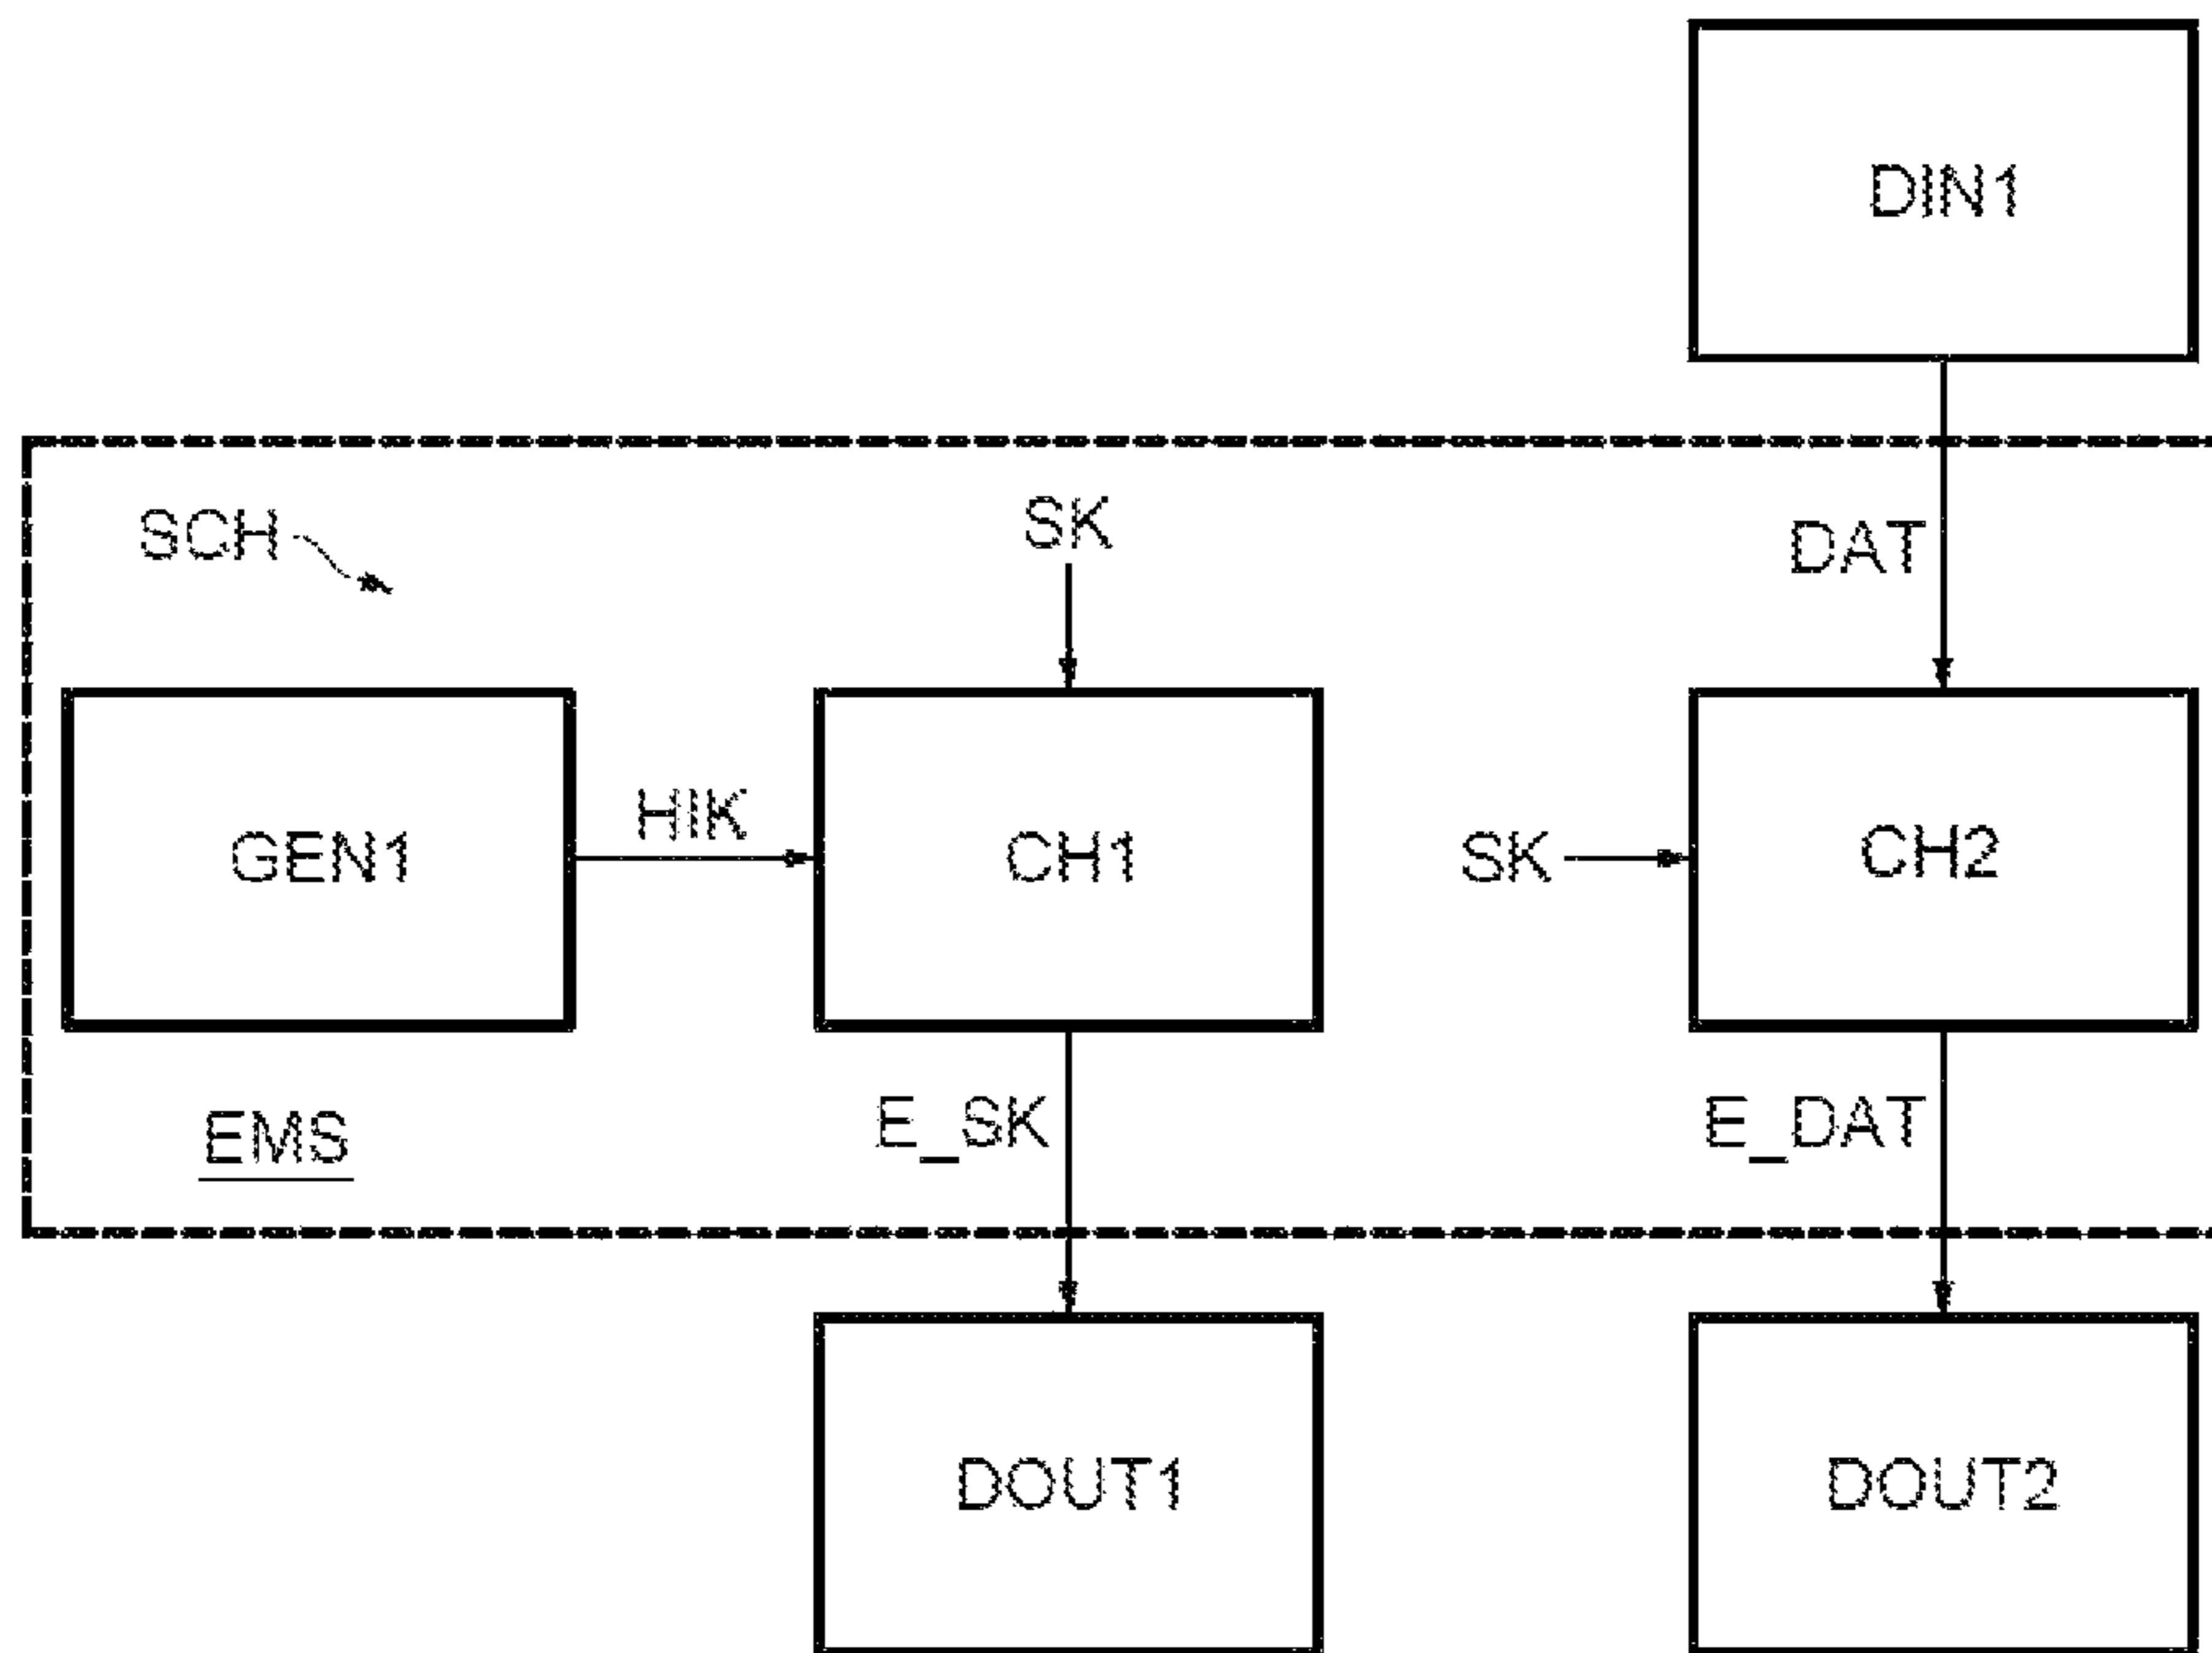 DIN1
SCH
SK
DAT
GEN1
HIK
CH1
SK
CH2
EMS
E_SK
E_DAT
DOUT1
DOUT2